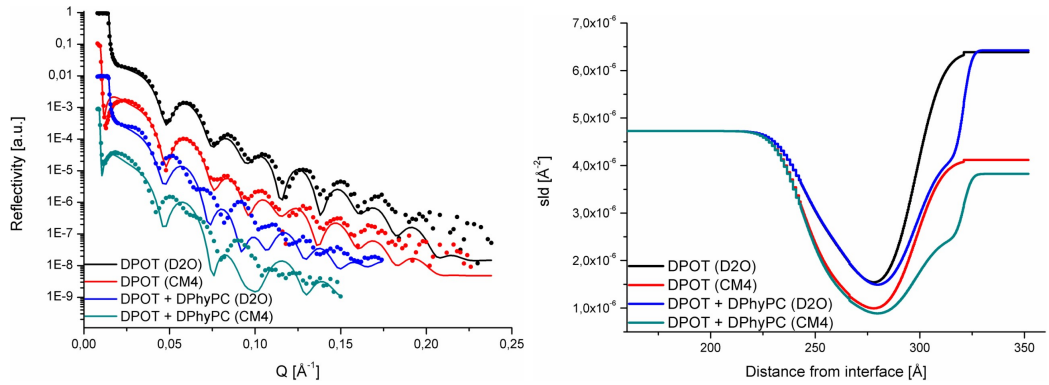 1
0,1
0,01
1E-3
1E-4
1E-5
1E-6
1E-7
1E-8
1E-9
Reflectivity [a.u.]
DPOT (D2O)
DPOT (CM4)
DPOT + DPhyPC (D2O)
DPOT + DPhyPC (CM4)
0,00 0,05 0,10 0,15 0,20 0,25
Q [Å-1]
7,0x10-6
6,0x10-6
5,0x10-6
4,0x10-6
3,0x10-6
2,0x10-6
1,0x10-6
sld [Å-2]
DPOT (D2O)
DPOT (CM4)
DPOT + DPhyPC (D2O)
DPOT + DPhyPC (CM4)
200 250 300 350
Distance from interface [Å]